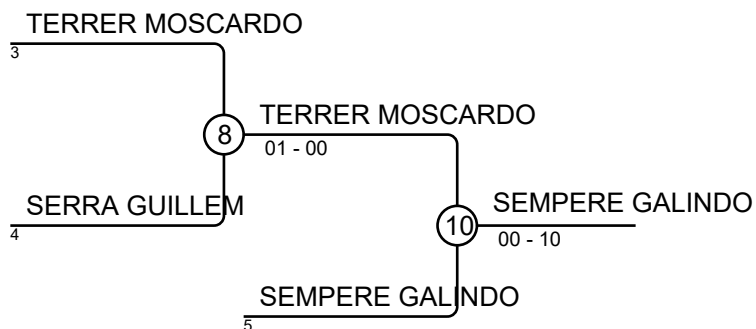 TERRER MOSCARDO
3
8
TERRER MOSCARDO
01 - 00
SERRA GUILLEM
4
10
SEMPERE GALINDO
00 - 10
SEMPERE GALINDO
5